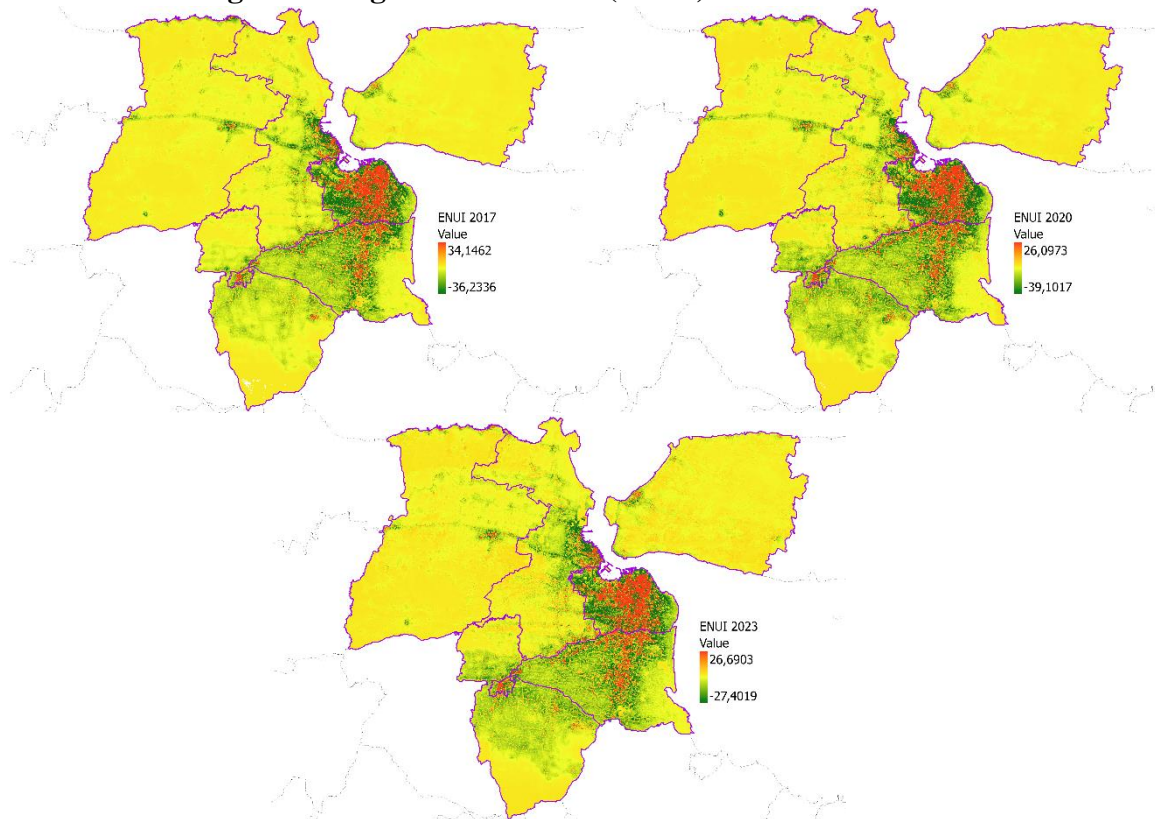 ENUI 2017
Value
34,1462
-36,2336
ENUI 2020
Value
26,0973
-39,1017
ENUI 2023
Value
26,6903
-27,4019